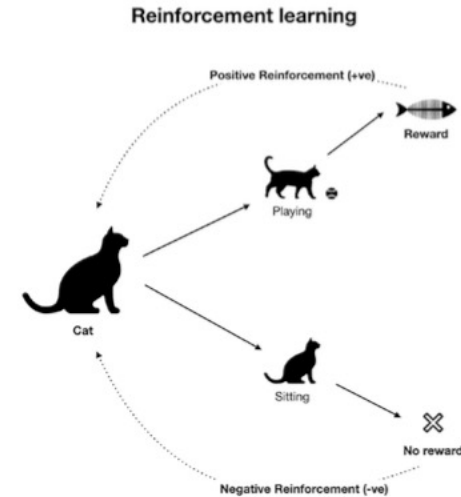 Reinforcement learning
Positive Reinforcement (+ve)
Reward
Playing
Cat
Sitting
No reward
Negative Reinforcement (-ve)